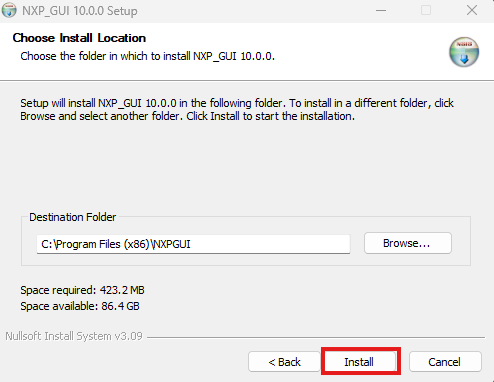 NXP_GUI 10.0.0 Setup
Choose Install Location
Choose the folder in which to install NXP_GUI 10.0.0.
Setup will install NXP_GUI 10.0.0 in the following folder. To install in a different folder, click
Browse and select another folder. Click Install to start the installation.
Destination Folder
C:\Program Files (x86)\NXPGUI
Browse...
Space required: 423.2 MB
Space available: 86.4 GB
Nullsoft Install System v3.09
< Back
Install
Cancel